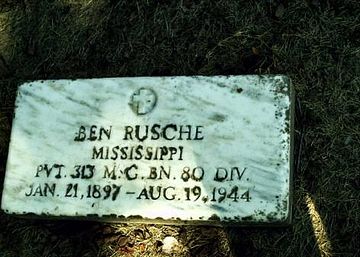 BEN RUSCHE
MISSISSIPPI
PVT. 313 M.G. BN. 80 DIV.
JAN. 21, 1897 - AUG. 19, 1944